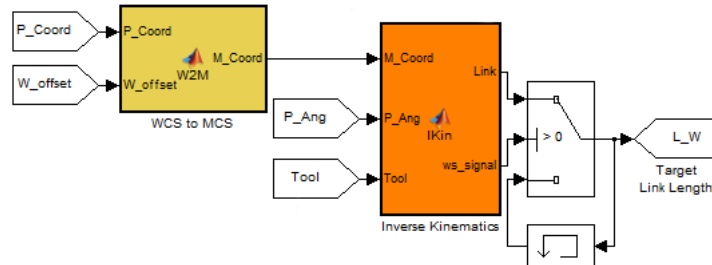 P_Coord
P_Coord
M_Coord
W2M
W_offset
W_offset
WCS to MCS
M_Coord
Link
P_Ang
P_Ang
IKin
ws_signal
Tool
Tool
Inverse Kinematics
> 0
L_W
Target
Link Length